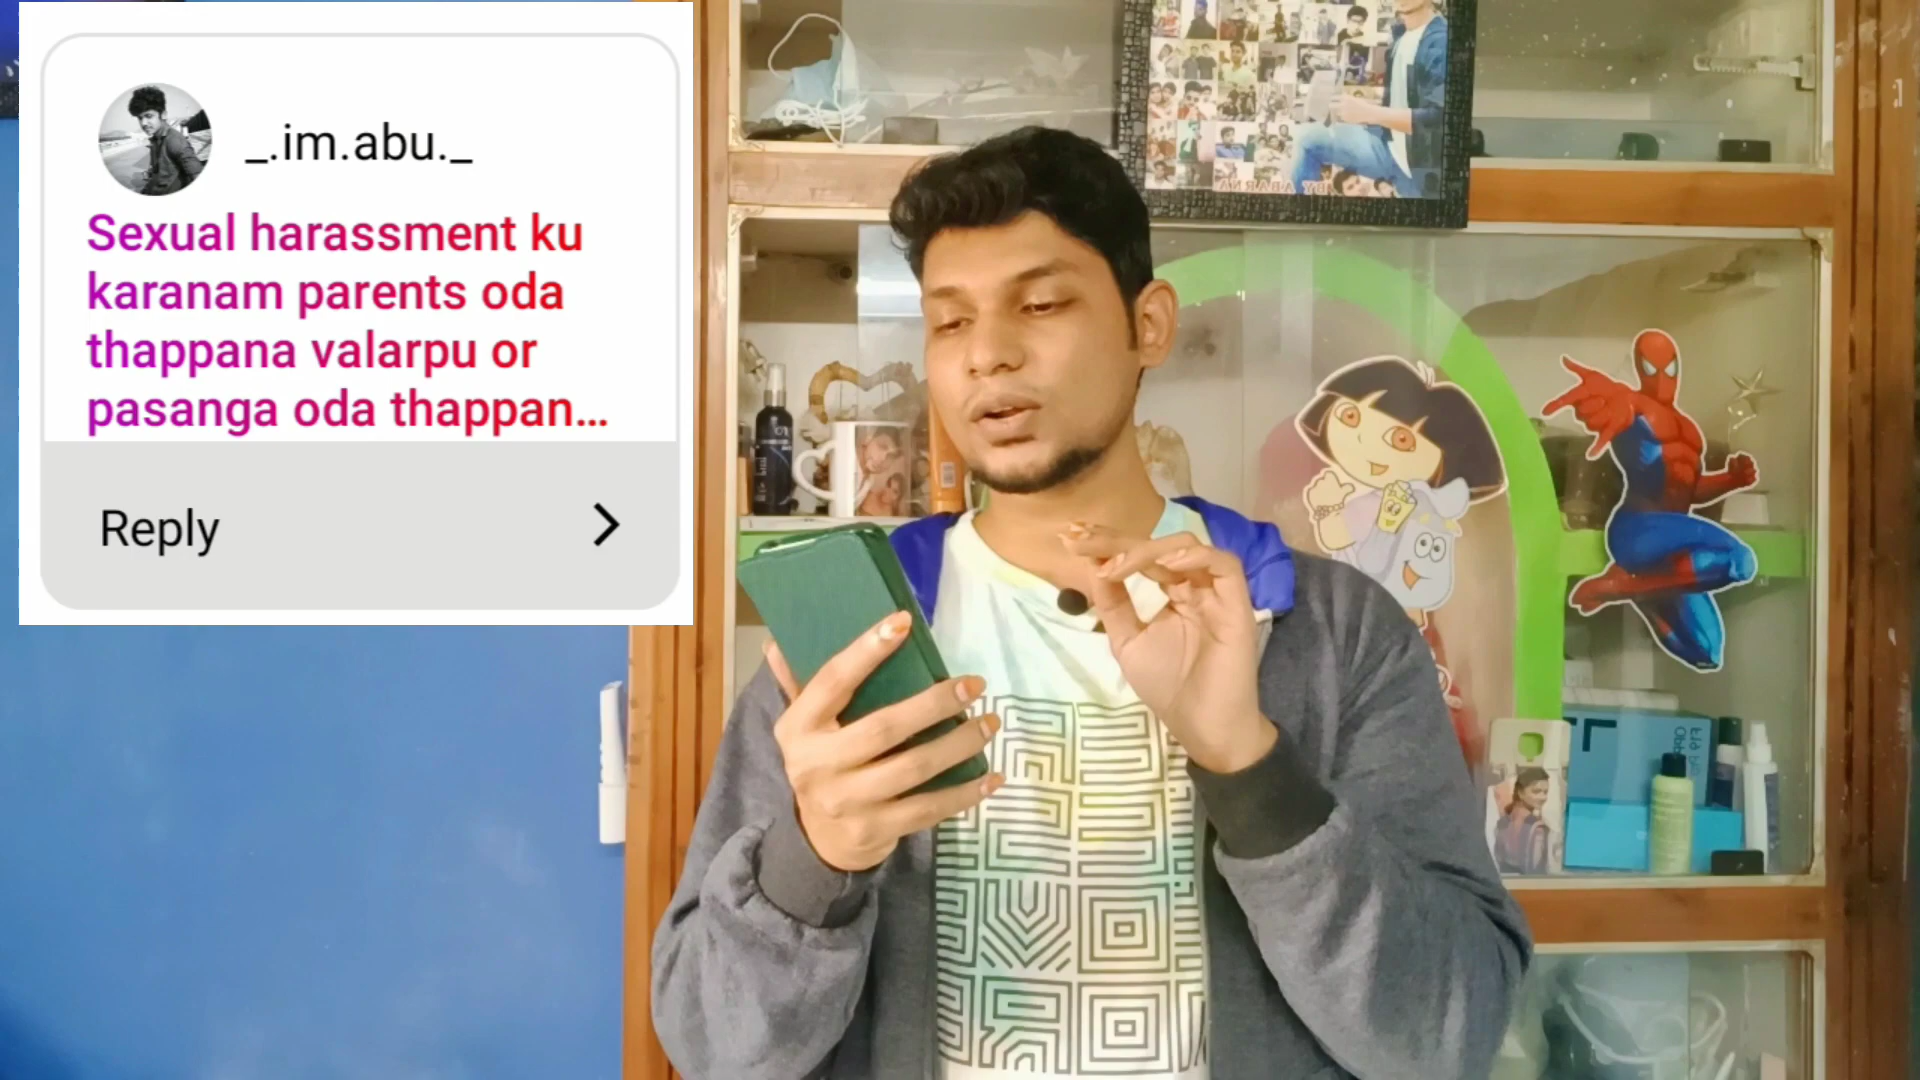 _.im.abu._
Sexual harassment ku
karanam parents oda
thappana valarpu or
pasanga oda thappan...
Reply